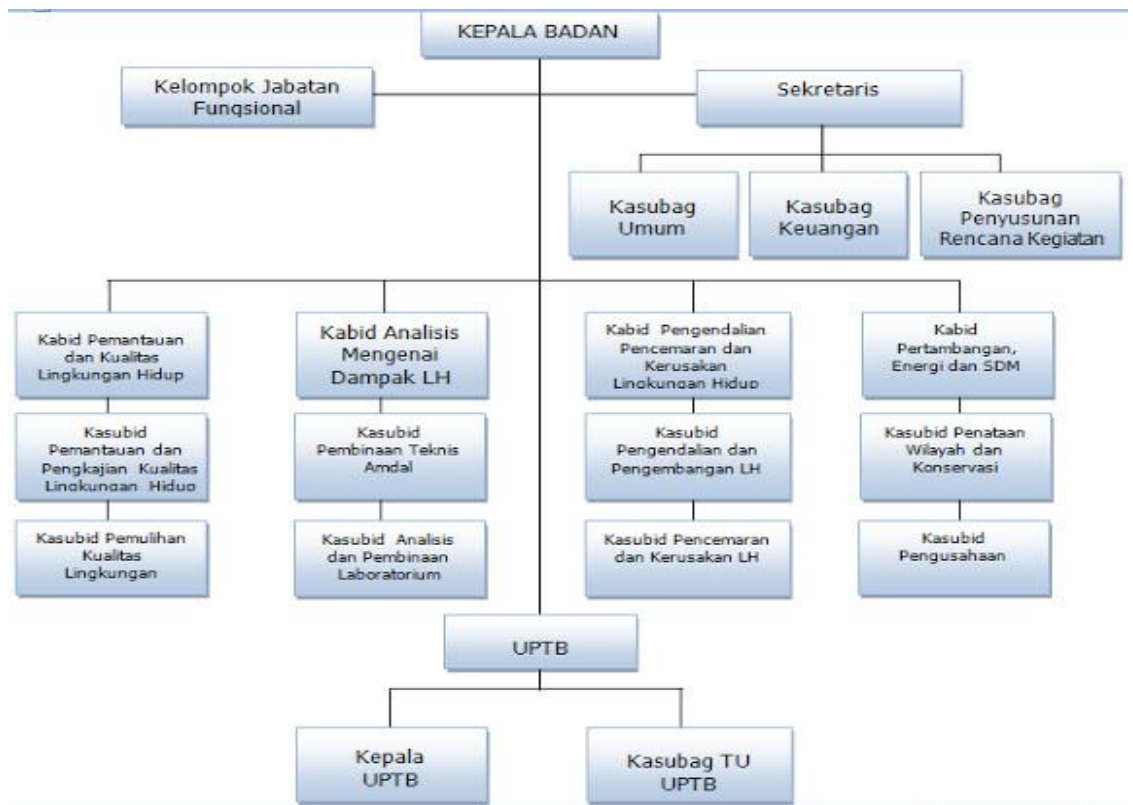 KEPALA BADAN
Kelompok Jabatan
Fungsional
Sekretaris
Kasubag
Umum
Kasubag
Keuangan
Kasubag
Penyusunan
Rencana Kegiatan
Kabid Pemantauan
dan Kualitas
Lingkungan Hidup
Kabid Analisis
Mengenai
Dampak LH
Kabid Pengendalian
Pencemaran dan
Kerusakan
Lingkungan Hidup
Kabid
Pertambangan,
Energi dan SDM
Kasubid
Pemantauan dan
Pengkajian Kualitas
Lingkungan Hidup
Kasubid
Pembinaan Teknis
Amdal
Kasubid
Pengendalian dan
Pengembangan LH
Kasubid Penataan
Wilayah dan
Konservasi
Kasubid Pemulihan
Kualitas
Lingkungan
Kasubid Analisis
dan Pembinaan
Laboratorium
Kasubid Pencemaran
dan Kerusakan LH
Kasubid
Pengusahaan
UPTB
Kepala
UPTB
Kasubag TU
UPTB